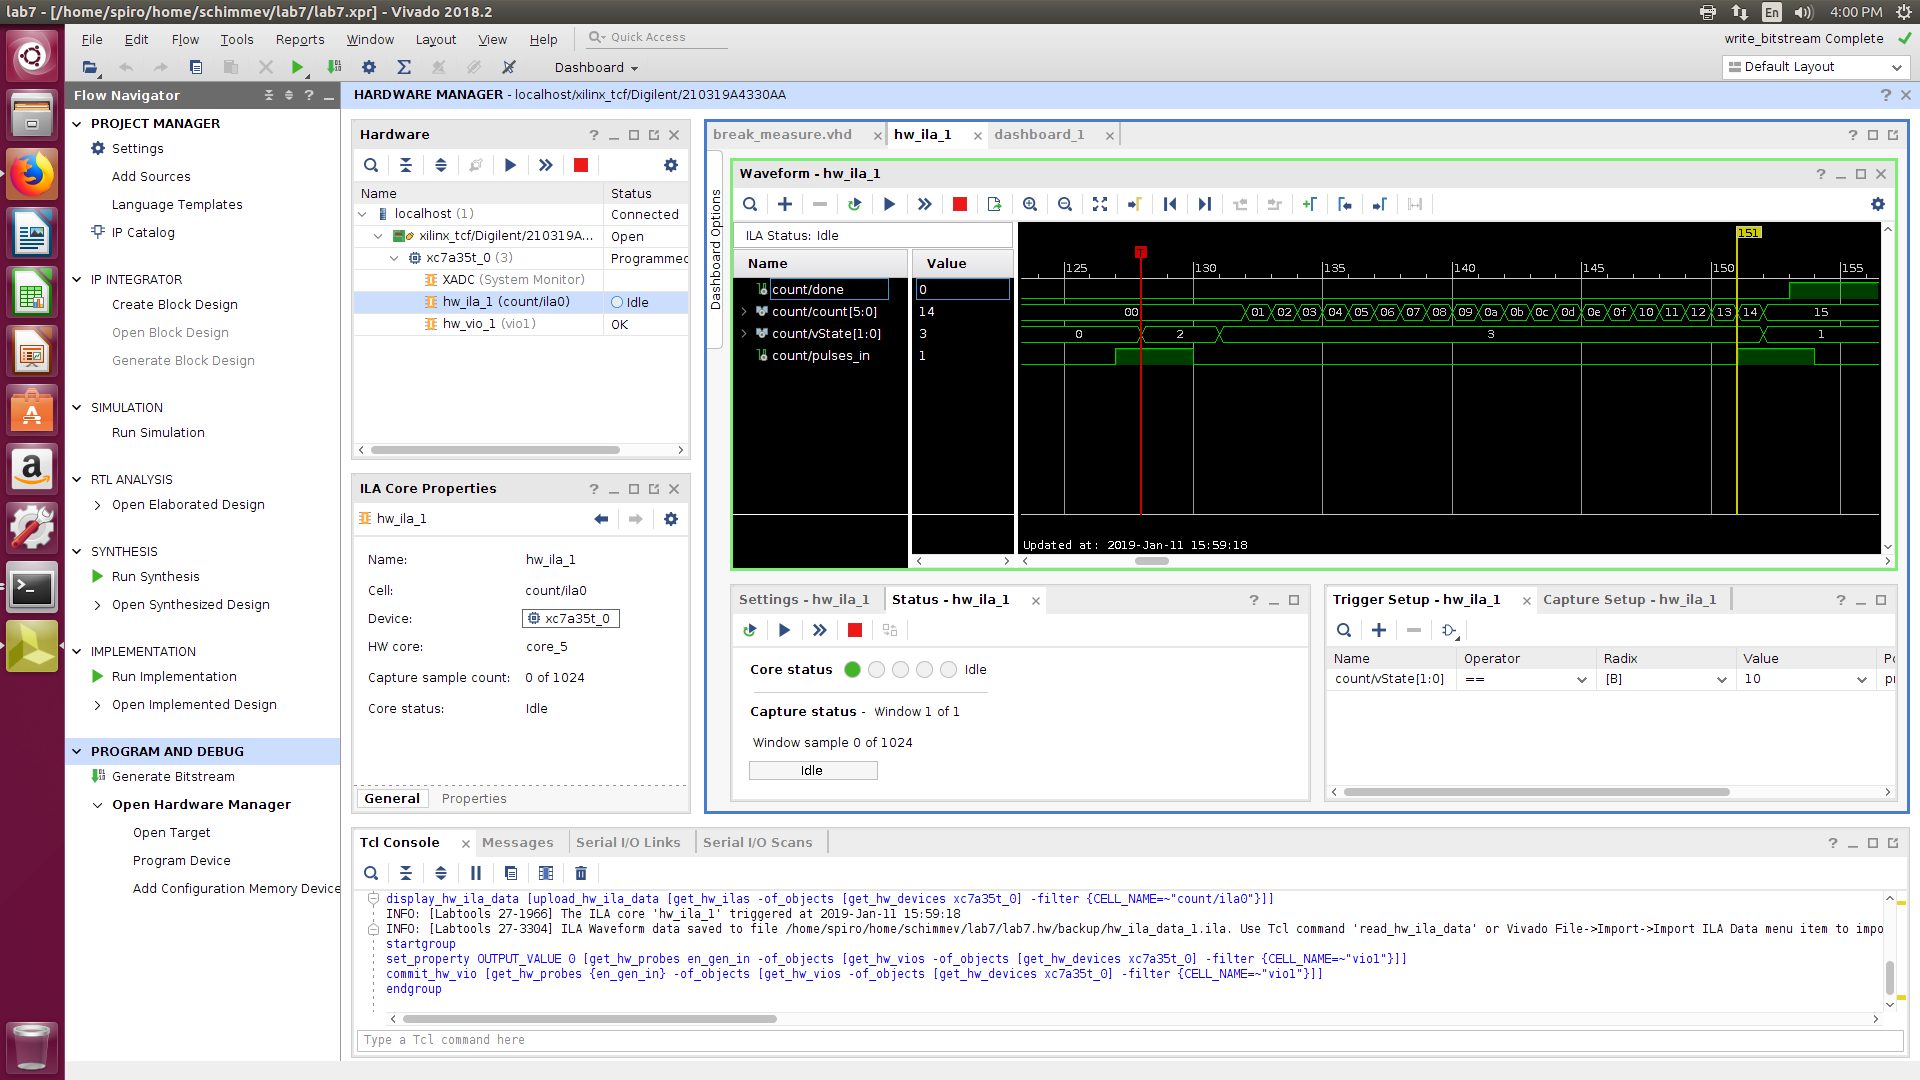 lab7 - [/home/spiro/home/schimmev/lab7/lab7.xpr] - Vivado 2018.2
En
4:00 PM
File Edit Flow Tools Reports Window Layout View Help
Quick Access
write_bitstream Complete
Dashboard
Default Layout
Flow Navigator
PROJECT MANAGER
Settings
Add Sources
Language Templates
IP Catalog
IP INTEGRATOR
Create Block Design
Open Block Design
Generate Block Design
SIMULATION
Run Simulation
RTL ANALYSIS
Open Elaborated Design
SYNTHESIS
Run Synthesis
Open Synthesized Design
IMPLEMENTATION
Run Implementation
Open Implemented Design
PROGRAM AND DEBUG
Generate Bitstream
Open Hardware Manager
Open Target
Program Device
Add Configuration Memory Device
HARDWARE MANAGER - localhost/xilinx_tcf/Digilent/210319A4330AA
Hardware
Name Status
localhost (1) Connected
xilinx_tcf/Digilent/210319A... Open
xc7a35t_0 (3) Programmed
XADC (System Monitor)
hw_ila_1 (count/ila0) Idle
hw_vio_1 (vio1) OK
ILA Core Properties
hw_ila_1
Name: hw_ila_1
Cell: count/ila0
Device: xc7a35t_0
HW core: core_5
Capture sample count: 0 of 1024
Core status: Idle
General Properties
break_measure.vhd hw_ila_1 dashboard_1
Dashboard Options
Waveform - hw_ila_1
ILA Status: Idle
Name Value
count/done 0
count/count[5:0] 14
count/vState[1:0] 3
count/pulses_in 1
151
T
125 130 135 140 145 150 155
00 01 02 03 04 05 06 07 08 09 0a 0b 0c 0d 0e 0f 10 11 12 13 14 15
0 2 3 1
Updated at: 2019-Jan-11 15:59:18
Settings - hw_ila_1 Status - hw_ila_1
Core status Idle
Capture status - Window 1 of 1
Window sample 0 of 1024
Idle
Trigger Setup - hw_ila_1 Capture Setup - hw_ila_1
Name Operator Radix Value Po
count/vState[1:0] == [B] 10 pr
Tcl Console Messages Serial I/O Links Serial I/O Scans
display_hw_ila_data [upload_hw_ila_data [get_hw_ilas -of_objects [get_hw_devices xc7a35t_0] -filter {CELL_NAME=~"count/ila0"}]]
INFO: [Labtools 27-1966] The ILA core 'hw_ila_1' triggered at 2019-Jan-11 15:59:18
INFO: [Labtools 27-3304] ILA Waveform data saved to file /home/spiro/home/schimmev/lab7/lab7.hw/backup/hw_ila_data_1.ila. Use Tcl command 'read_hw_ila_data' or Vivado File->Import->Import ILA Data menu item to impo
startgroup
set_property OUTPUT_VALUE 0 [get_hw_probes en_gen_in -of_objects [get_hw_vios -of_objects [get_hw_devices xc7a35t_0] -filter {CELL_NAME=~"vio1"}]]
commit_hw_vio [get_hw_probes {en_gen_in} -of_objects [get_hw_vios -of_objects [get_hw_devices xc7a35t_0] -filter {CELL_NAME=~"vio1"}]]
endgroup
Type a Tcl command here